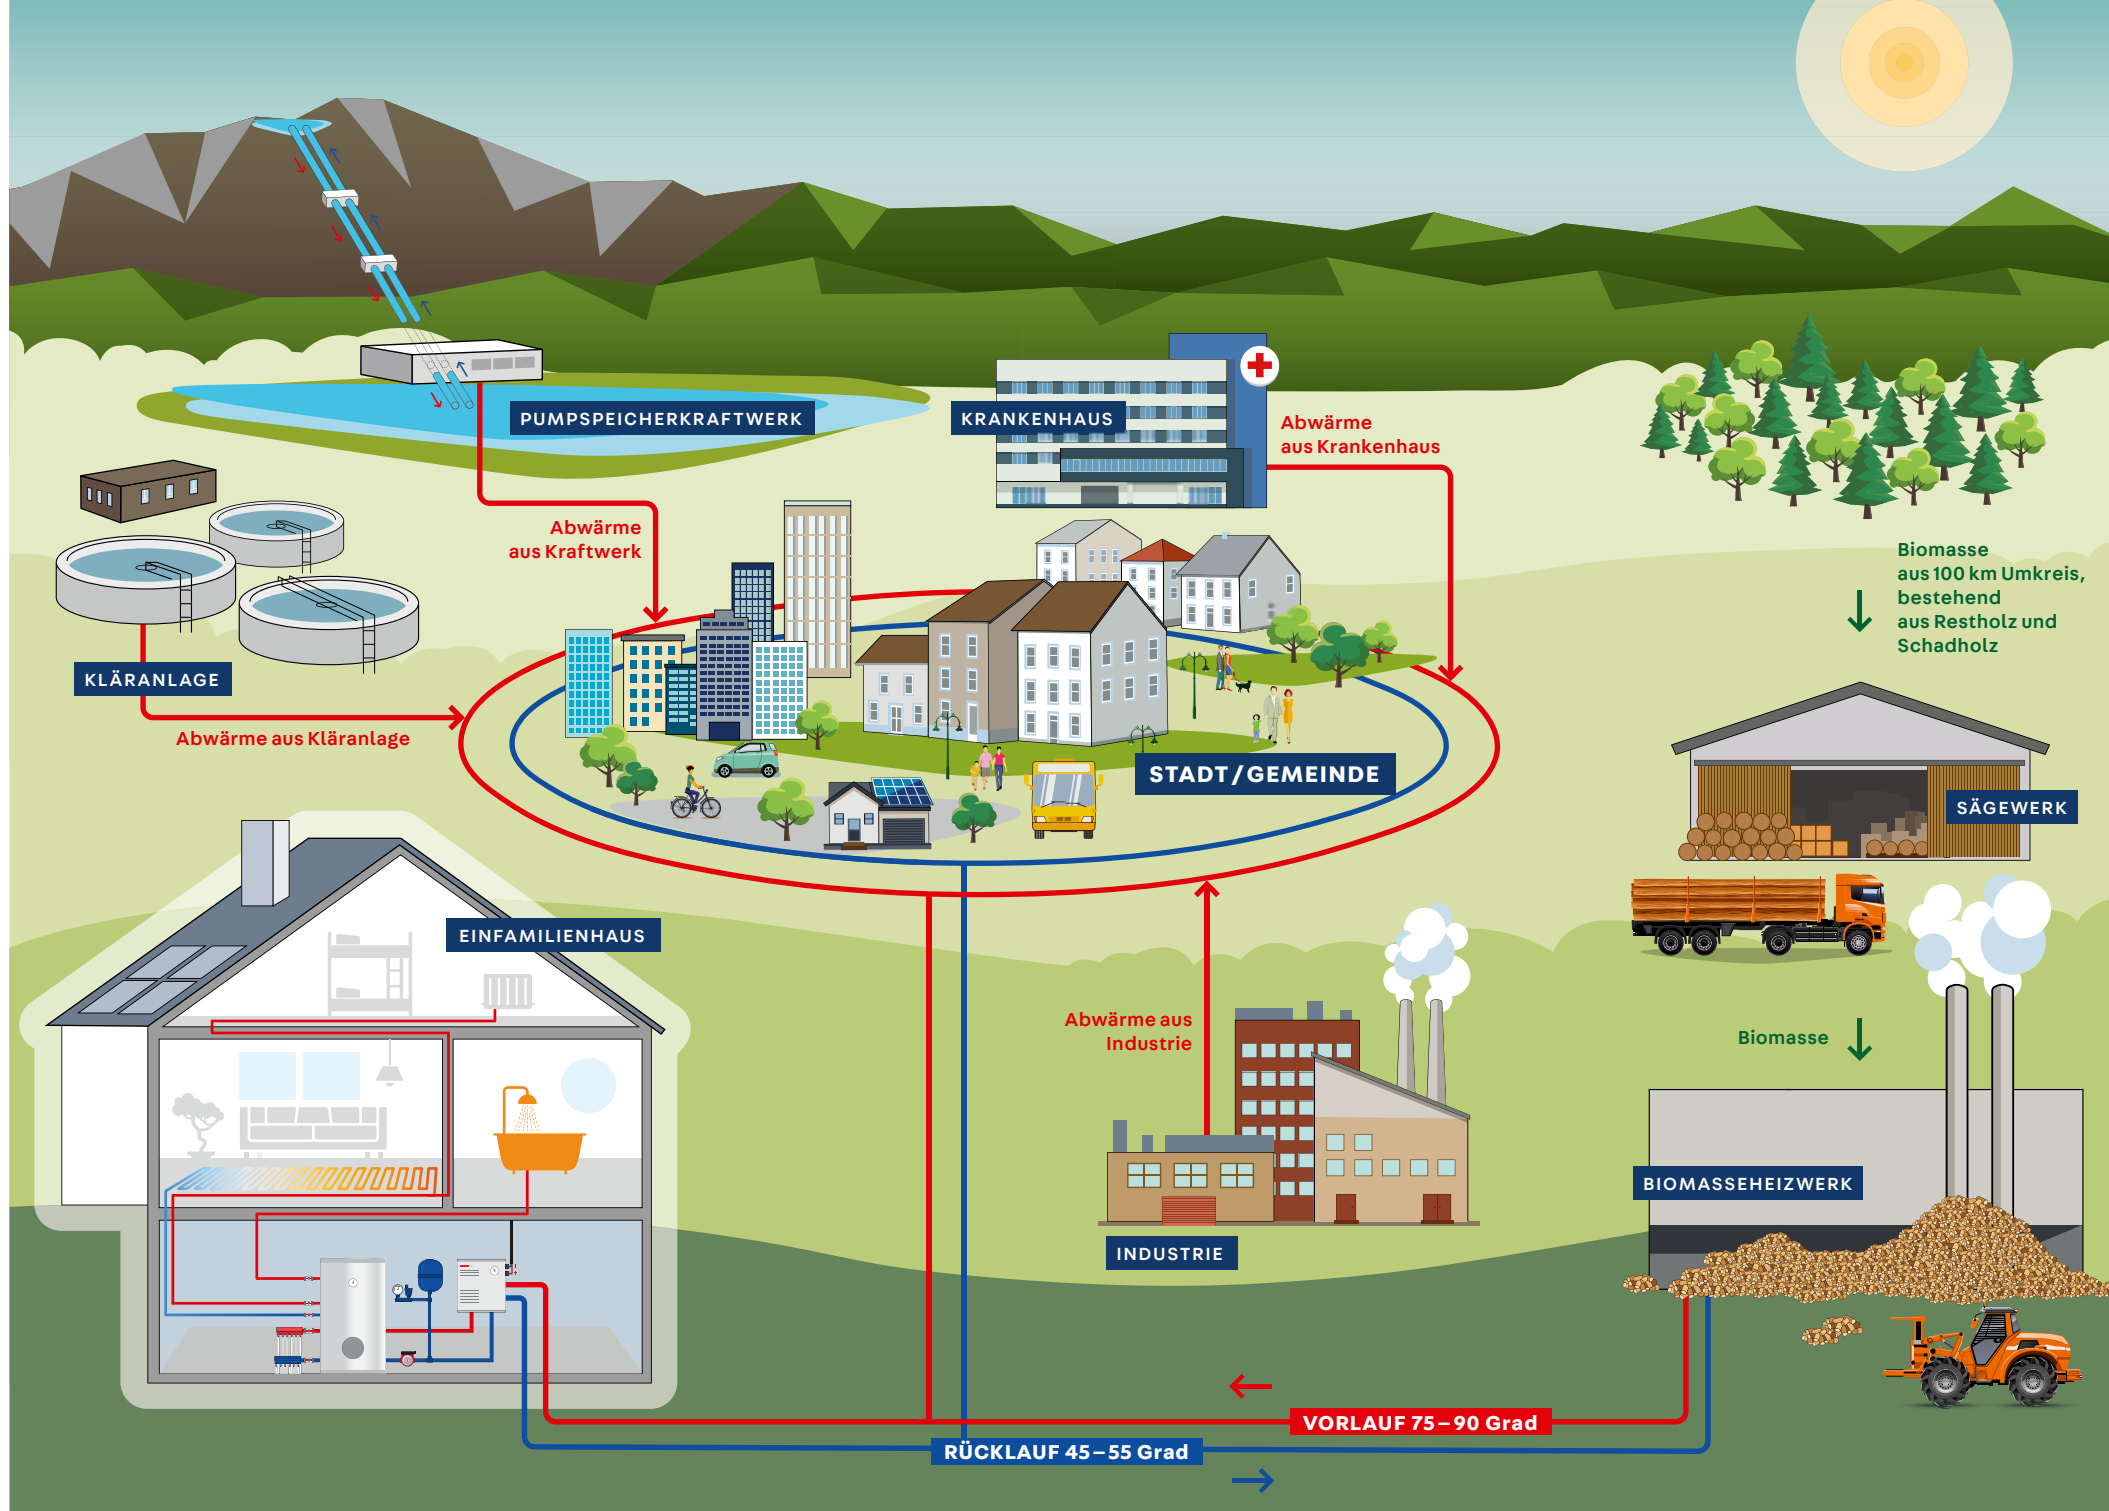 PUMPSPEICHERKRAFTWERK
KRANKENHAUS
Abwärme
aus Krankenhaus
Abwärme
aus Kraftwerk
Biomasse
aus 100 km Umkreis,
bestehend
aus Restholz und
Schadholz
KLÄRANLAGE
Abwärme aus Kläranlage
STADT/GEMEINDE
SÄGEWERK
EINFAMILIENHAUS
Abwärme aus
Industrie
Biomasse
BIOMASSEHEIZWERK
INDUSTRIE
VORLAUF 75–90 Grad
RÜCKLAUF 45–55 Grad